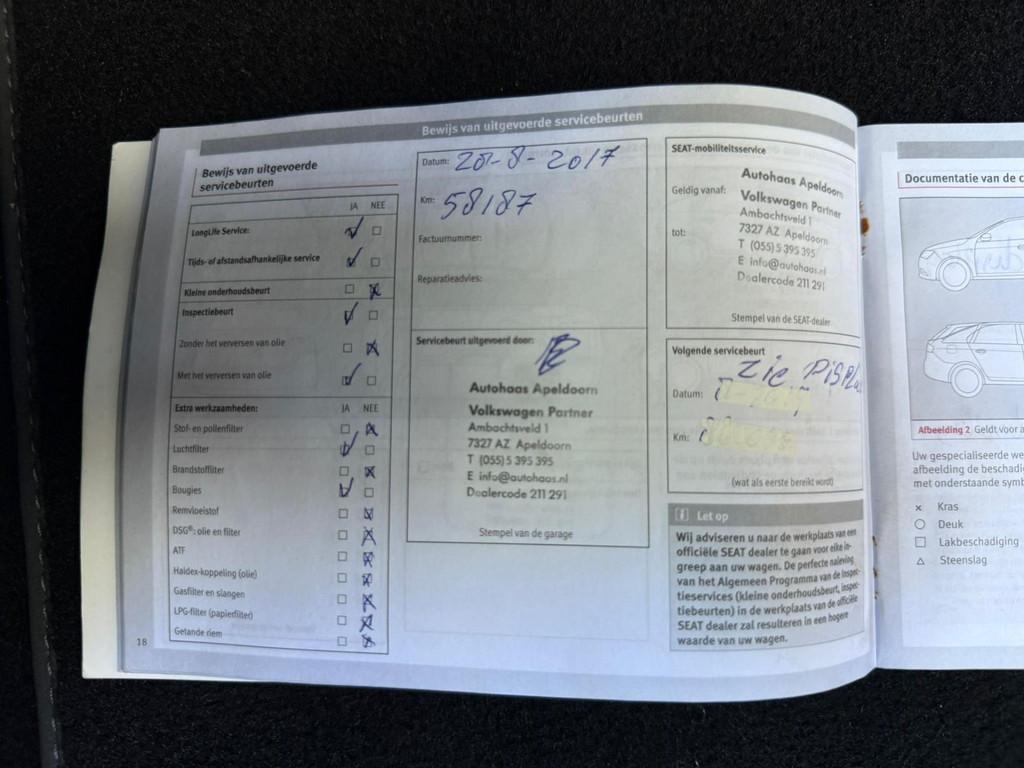 Bewijs van uitgevoerde servicebeurten
Bewijs van uitgevoerde
servicebeurten
JA NEE
LongLife Service:
Tijds- of afstandsafhankelijke service
Kleine onderhoudsbeurt
Inspectiebeurt
Zonder het verversen van olie
Met het verversen van olie
Extra werkzaamheden: JA NEE
Stof- en pollenfilter
Luchtfilter
Brandstoffilter
Bougies
Remvloeistof
DSG®: olie en filter
ATF
Haldex-koppeling (olie)
Gasfilter en slangen
LPG-filter (papierfilter)
Getande riem
18
Datum: 28-8-2017
Km: 58187
Factuurnummer:
Reparatieadvies:
Servicebeurt uitgevoerd door:
Autohaas Apeldoorn
Volkswagen Partner
Ambachtsveld 1
7327 AZ Apeldoorn
T (055) 5 395 395
E info@autohaas.nl
Dealercode 211 291
Stempel van de garage
SEAT-mobiliteitsservice
Geldig vanaf:
tot:
Autohaas Apeldoorn
Volkswagen Partner
Ambachtsveld 1
7327 AZ Apeldoorn
T (055) 5 395 395
E info@autohaas.nl
Dealercode 211 291
Stempel van de SEAT-dealer
Volgende servicebeurt
zie Display
Datum:
Km:
(wat als eerste bereikt wordt)
i Let op
Wij adviseren u naar de werkplaats van een
officiële SEAT dealer te gaan voor elke in-
greep aan uw wagen. De perfecte naleving
van het Algemeen Programma van de Inspec-
tieservices (kleine onderhoudsbeurt, inspec-
tiebeurten) in de werkplaats van de officiële
SEAT dealer zal resulteren in een hogere
waarde van uw wagen.
Documentatie van de c
Afbeelding 2 Geldt voor a
Uw gespecialiseerde we
afbeelding de beschadi
met onderstaande symb
× Kras
○ Deuk
□ Lakbeschadiging
△ Steenslag